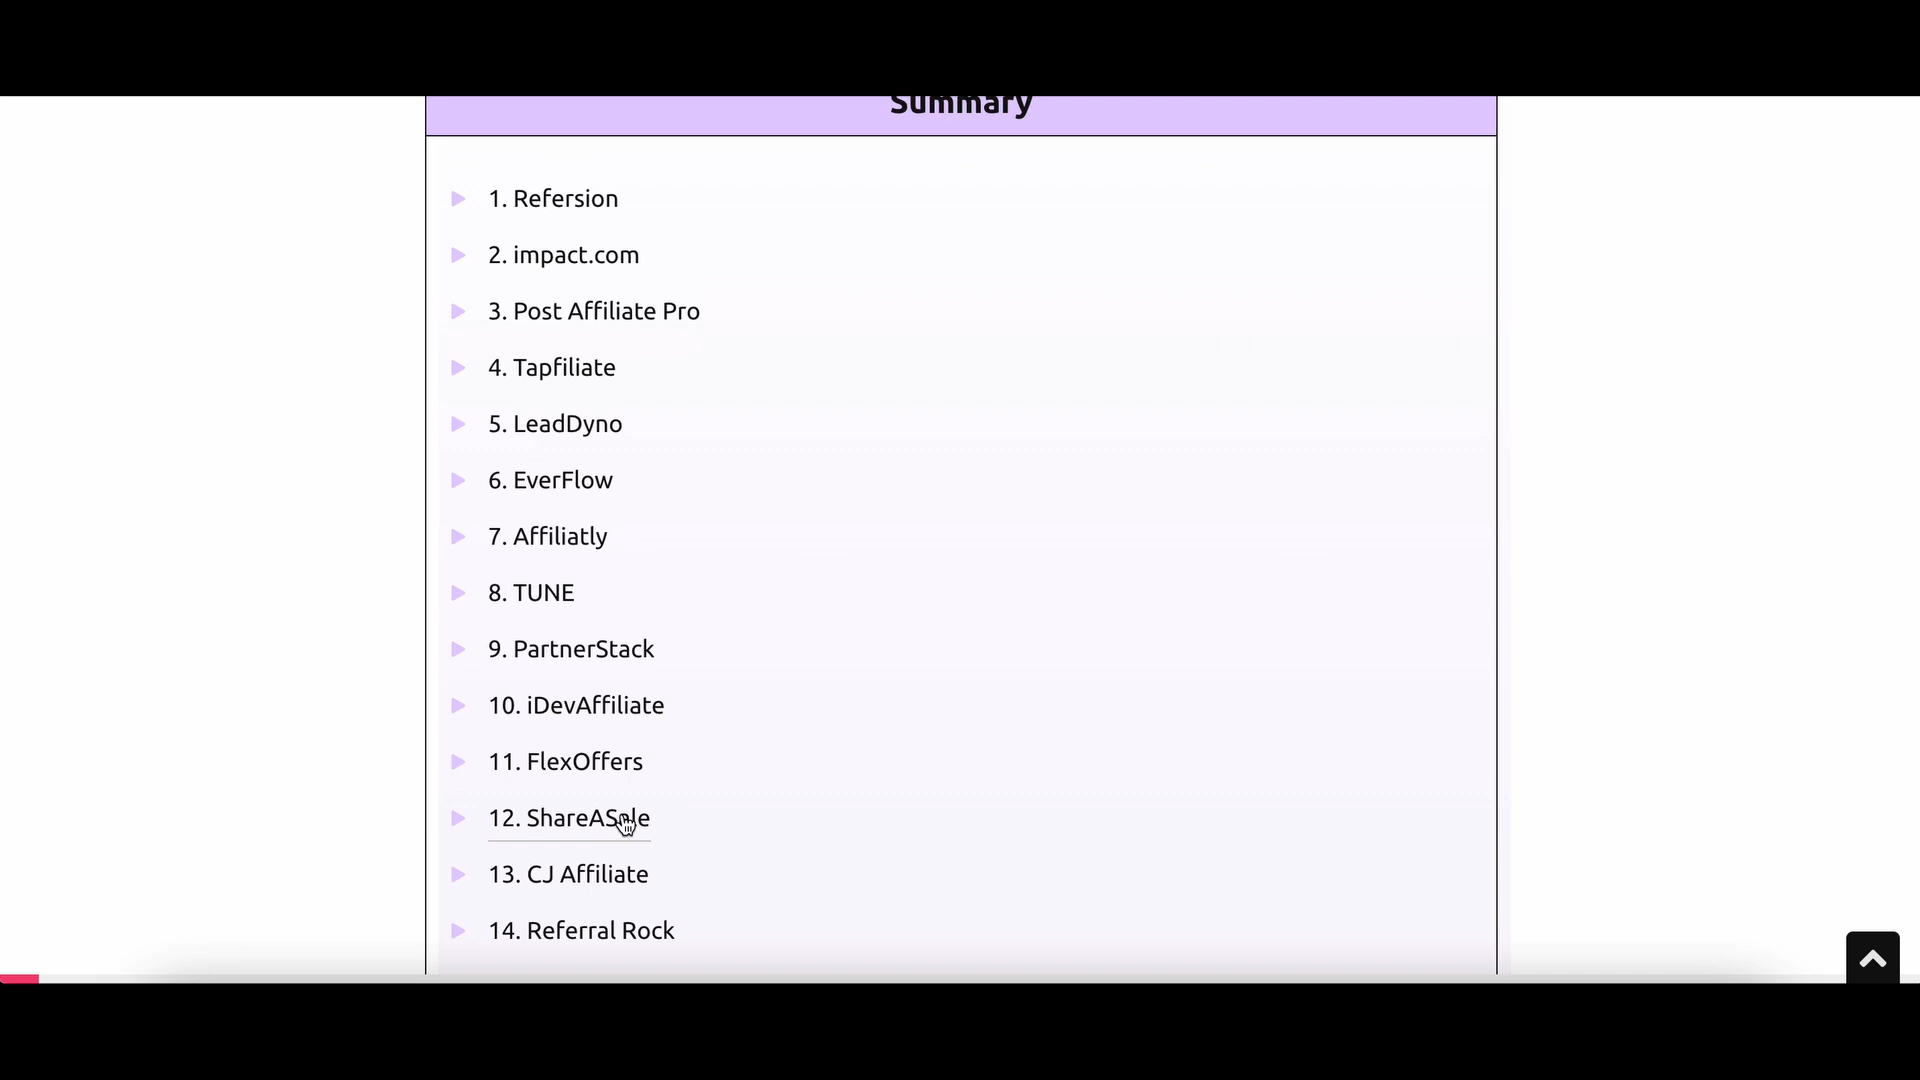 Summary
1. Refersion
2. impact.com
3. Post Affiliate Pro
4. Tapfiliate
5. LeadDyno
6. EverFlow
7. Affiliatly
8. TUNE
9. PartnerStack
10. iDevAffiliate
11. FlexOffers
12. ShareASale
13. CJ Affiliate
14. Referral Rock